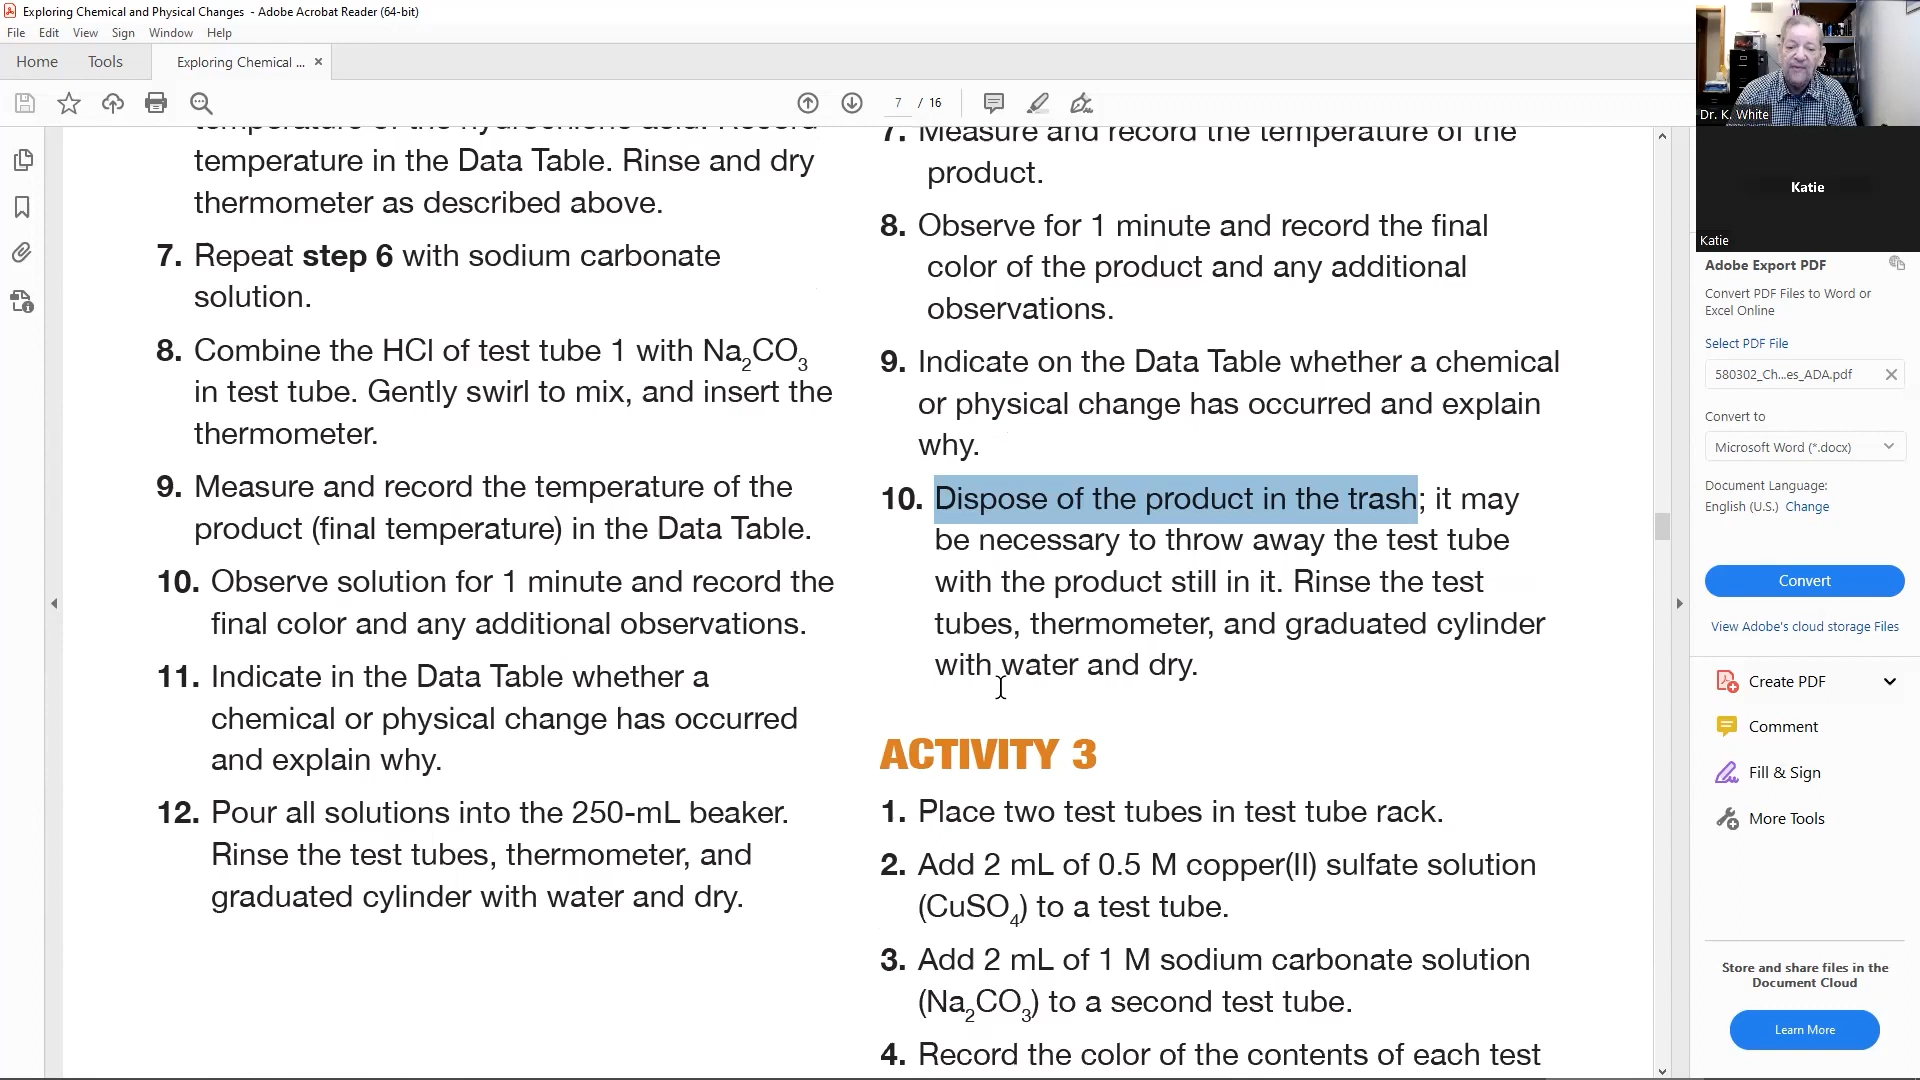 Exploring Chemical and Physical Changes - Adobe Acrobat Reader (64-bit)
File Edit View Sign Window Help
Home Tools Exploring Chemical ... ×
7 / 16
temperature of the hydrochloric acid. Record
temperature in the Data Table. Rinse and dry
thermometer as described above.
7. Repeat step 6 with sodium carbonate
solution.
8. Combine the HCl of test tube 1 with Na₂CO₃
in test tube. Gently swirl to mix, and insert the
thermometer.
9. Measure and record the temperature of the
product (final temperature) in the Data Table.
10. Observe solution for 1 minute and record the
final color and any additional observations.
11. Indicate in the Data Table whether a
chemical or physical change has occurred
and explain why.
12. Pour all solutions into the 250-mL beaker.
Rinse the test tubes, thermometer, and
graduated cylinder with water and dry.
7. Measure and record the temperature of the
product.
8. Observe for 1 minute and record the final
color of the product and any additional
observations.
9. Indicate on the Data Table whether a chemical
or physical change has occurred and explain
why.
10. Dispose of the product in the trash; it may
be necessary to throw away the test tube
with the product still in it. Rinse the test
tubes, thermometer, and graduated cylinder
with water and dry.
ACTIVITY 3
1. Place two test tubes in test tube rack.
2. Add 2 mL of 0.5 M copper(II) sulfate solution
(CuSO₄) to a test tube.
3. Add 2 mL of 1 M sodium carbonate solution
(Na₂CO₃) to a second test tube.
4. Record the color of the contents of each test
Dr. K. White
Katie
Katie
Adobe Export PDF
Convert PDF Files to Word or
Excel Online
Select PDF File
580302_Ch...es_ADA.pdf
Convert to
Microsoft Word (*.docx)
Document Language:
English (U.S.) Change
Convert
View Adobe's cloud storage Files
Create PDF
Comment
Fill & Sign
More Tools
Store and share files in the
Document Cloud
Learn More